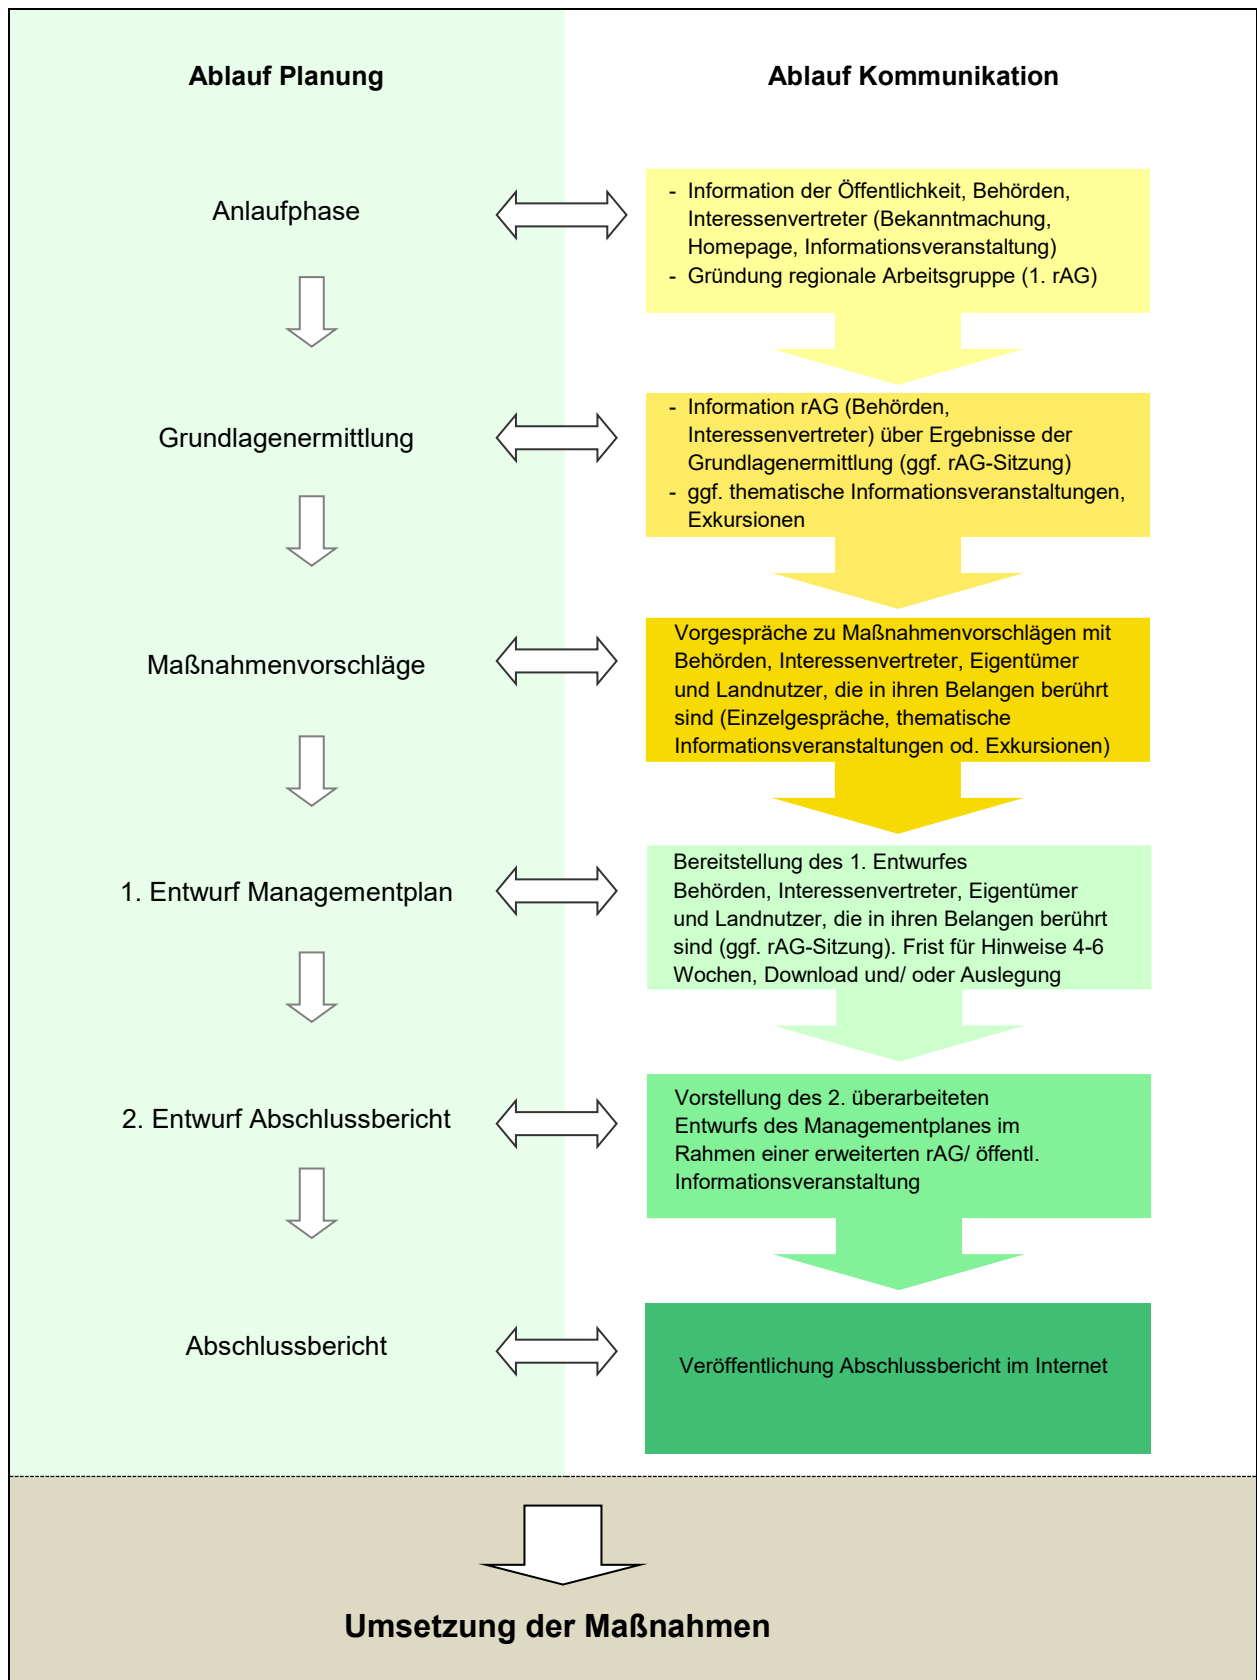 Ablauf Planung
Ablauf Kommunikation
Anlaufphase
- Information der Öffentlichkeit, Behörden,
Interessenvertreter (Bekanntmachung,
Homepage, Informationsveranstaltung)
- Gründung regionale Arbeitsgruppe (1. rAG)
Grundlagenermittlung
- Information rAG (Behörden,
Interessenvertreter) über Ergebnisse der
Grundlagenermittlung (ggf. rAG-Sitzung)
- ggf. thematische Informationsveranstaltungen,
Exkursionen
Maßnahmenvorschläge
Vorgespräche zu Maßnahmenvorschlägen mit
Behörden, Interessenvertreter, Eigentümer
und Landnutzer, die in ihren Belangen berührt
sind (Einzelgespräche, thematische
Informationsveranstaltungen od. Exkursionen)
1. Entwurf Managementplan
Bereitstellung des 1. Entwurfes
Behörden, Interessenvertreter, Eigentümer
und Landnutzer, die in ihren Belangen berührt
sind (ggf. rAG-Sitzung). Frist für Hinweise 4-6
Wochen, Download und/ oder Auslegung
2. Entwurf Abschlussbericht
Vorstellung des 2. überarbeiteten
Entwurfs des Managementplanes im
Rahmen einer erweiterten rAG/ öffentl.
Informationsveranstaltung
Abschlussbericht
Veröffentlichung Abschlussbericht im Internet
Umsetzung der Maßnahmen